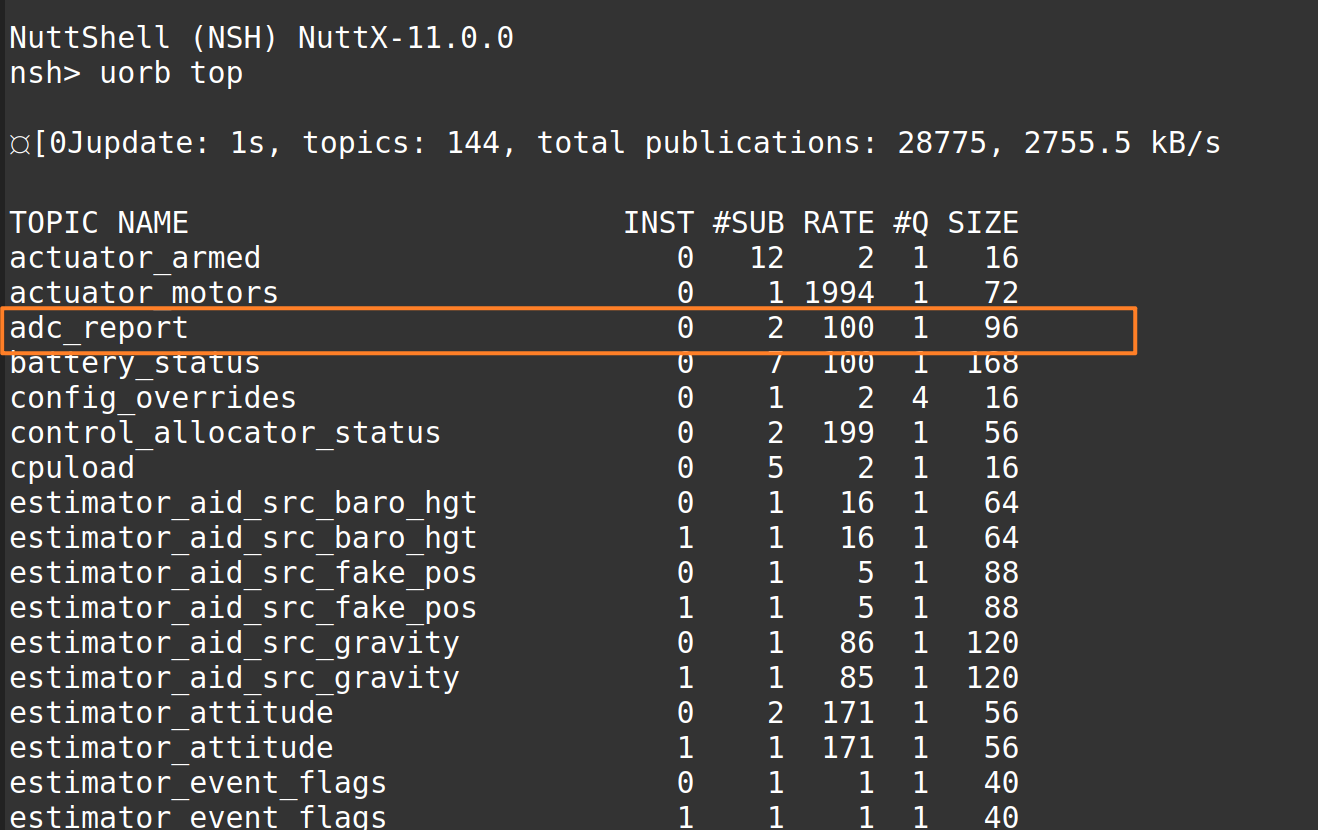 NuttShell (NSH) NuttX-11.0.0
nsh> uorb top
¤[0Jupdate: 1s, topics: 144, total publications: 28775, 2755.5 kB/s
TOPIC NAME INST #SUB RATE #Q SIZE
actuator_armed 0 12 2 1 16
actuator_motors 0 1 1994 1 72
adc_report 0 2 100 1 96
battery_status 0 7 100 1 168
config_overrides 0 1 2 4 16
control_allocator_status 0 2 199 1 56
cpuload 0 5 2 1 16
estimator_aid_src_baro_hgt 0 1 16 1 64
estimator_aid_src_baro_hgt 1 1 16 1 64
estimator_aid_src_fake_pos 0 1 5 1 88
estimator_aid_src_fake_pos 1 1 5 1 88
estimator_aid_src_gravity 0 1 86 1 120
estimator_aid_src_gravity 1 1 85 1 120
estimator_attitude 0 2 171 1 56
estimator_attitude 1 1 171 1 56
estimator_event_flags 0 1 1 1 40
estimator_event_flags 1 1 1 1 40